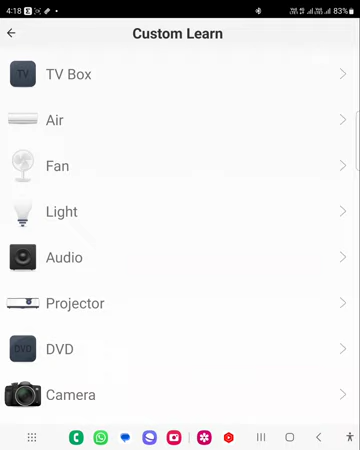 4:18 83%
Custom Learn
TV TV Box
Air
Fan
Light
Audio
Projector
DVD DVD
Camera